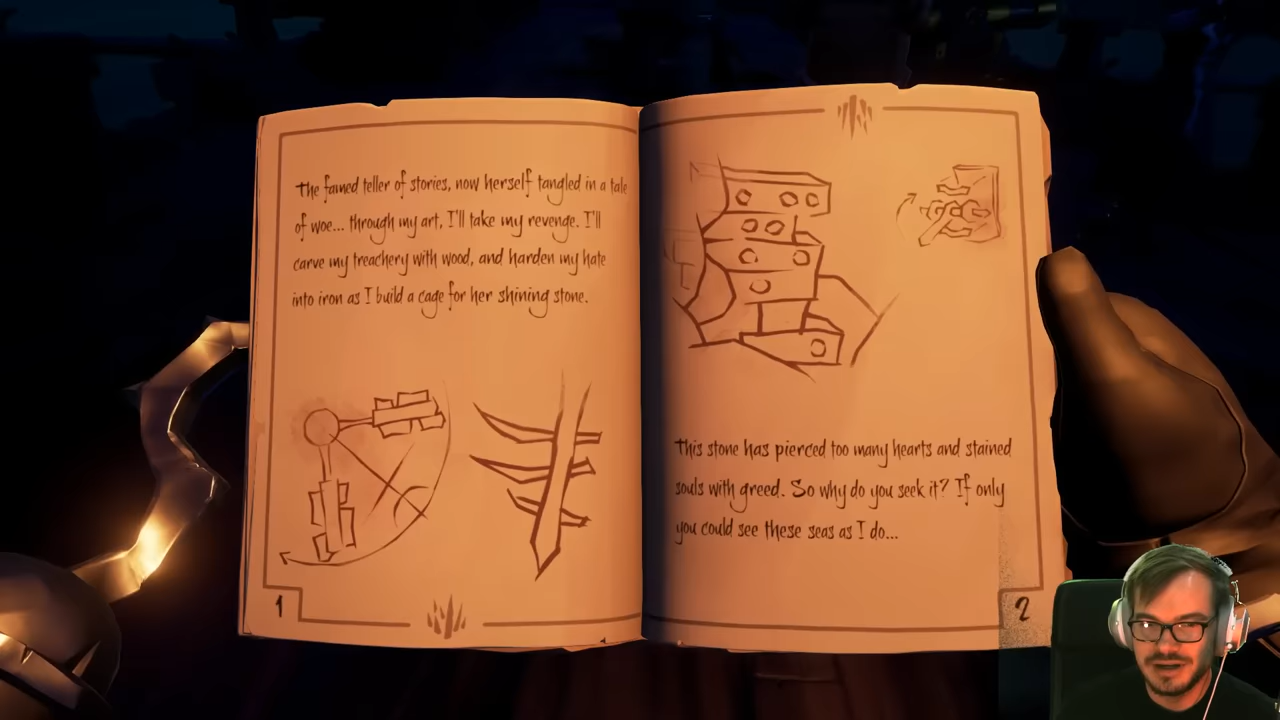 The famed teller of stories, now herself tangled in a tale
of woe... through my art, I'll take my revenge. I'll
carve my treachery with wood, and harden my hate
into iron as I build a cage for her shining stone.
1
This stone has pierced too many hearts and stained
souls with greed. So why do you seek it? If only
you could see these seas as I do...
2